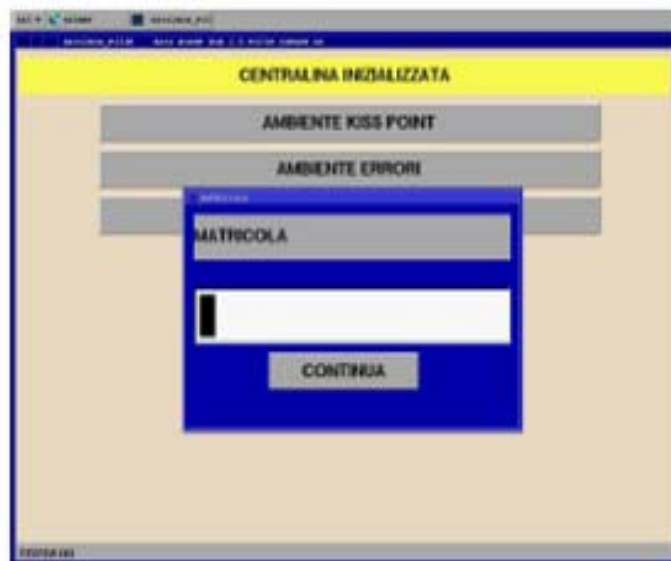 CENTRALINA INIZIALIZZATA
AMBIENTE KISS POINT
AMBIENTE ERRORI
MATRICOLA
CONTINUA